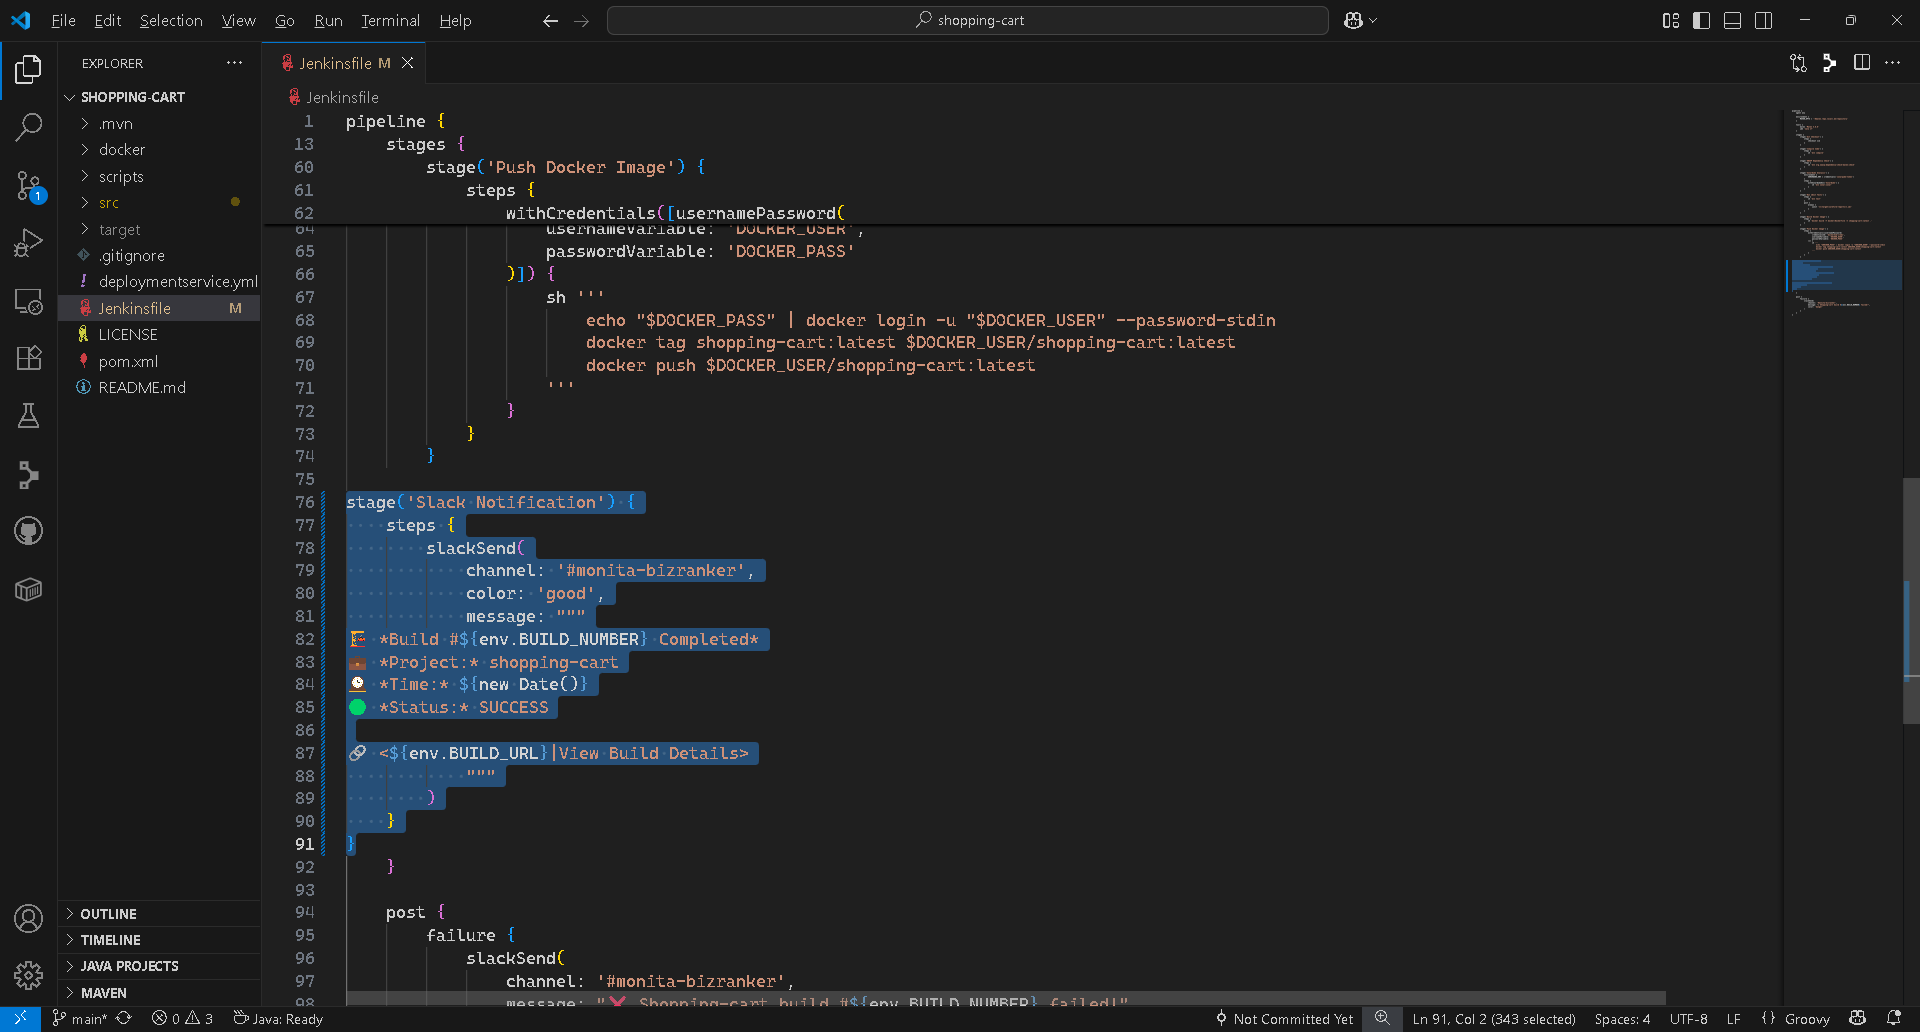 File Edit Selection View Go Run Terminal Help
shopping-cart
EXPLORER
SHOPPING-CART
.mvn
docker
scripts
src
target
.gitignore
deploymentservice.yml
Jenkinsfile M
LICENSE
pom.xml
README.md
OUTLINE
TIMELINE
JAVA PROJECTS
MAVEN
1
Jenkinsfile M
Jenkinsfile
1 pipeline {
13 stages {
60 stage('Push Docker Image') {
61 steps {
62 withCredentials([usernamePassword(
64 usernameVariable: 'DOCKER_USER',
65 passwordVariable: 'DOCKER_PASS'
66 )]) {
67 sh '''
68 echo "$DOCKER_PASS" | docker login -u "$DOCKER_USER" --password-stdin
69 docker tag shopping-cart:latest $DOCKER_USER/shopping-cart:latest
70 docker push $DOCKER_USER/shopping-cart:latest
71 '''
72 }
73 }
74 }
75
76 stage('Slack Notification') {
77 steps {
78 slackSend(
79 channel: '#monita-bizranker',
80 color: 'good',
81 message: """
82 *Build #${env.BUILD_NUMBER} Completed*
83 💼 *Project:* shopping-cart
84 🕒 *Time:* ${new Date()}
85 🟢 *Status:* SUCCESS
86
87 🔗 <${env.BUILD_URL}|View Build Details>
88 """
89 )
90 }
91 }
92 }
93
94 post {
95 failure {
96 slackSend(
97 channel: '#monita-bizranker',
98 message: "❌ Shopping-cart build #${env.BUILD_NUMBER} failed!"
main* 0 3 Java: Ready
Not Committed Yet Ln 91, Col 2 (343 selected) Spaces: 4 UTF-8 LF {} Groovy